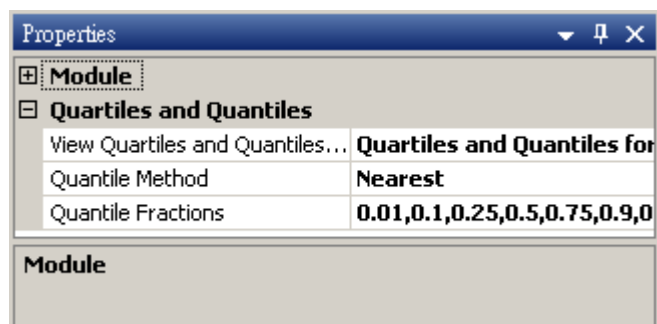 Properties
Module
Quartiles and Quantiles
View Quartiles and Quantiles... Quartiles and Quantiles for
Quantile Method Nearest
Quantile Fractions 0.01,0.1,0.25,0.5,0.75,0.9,0
Module